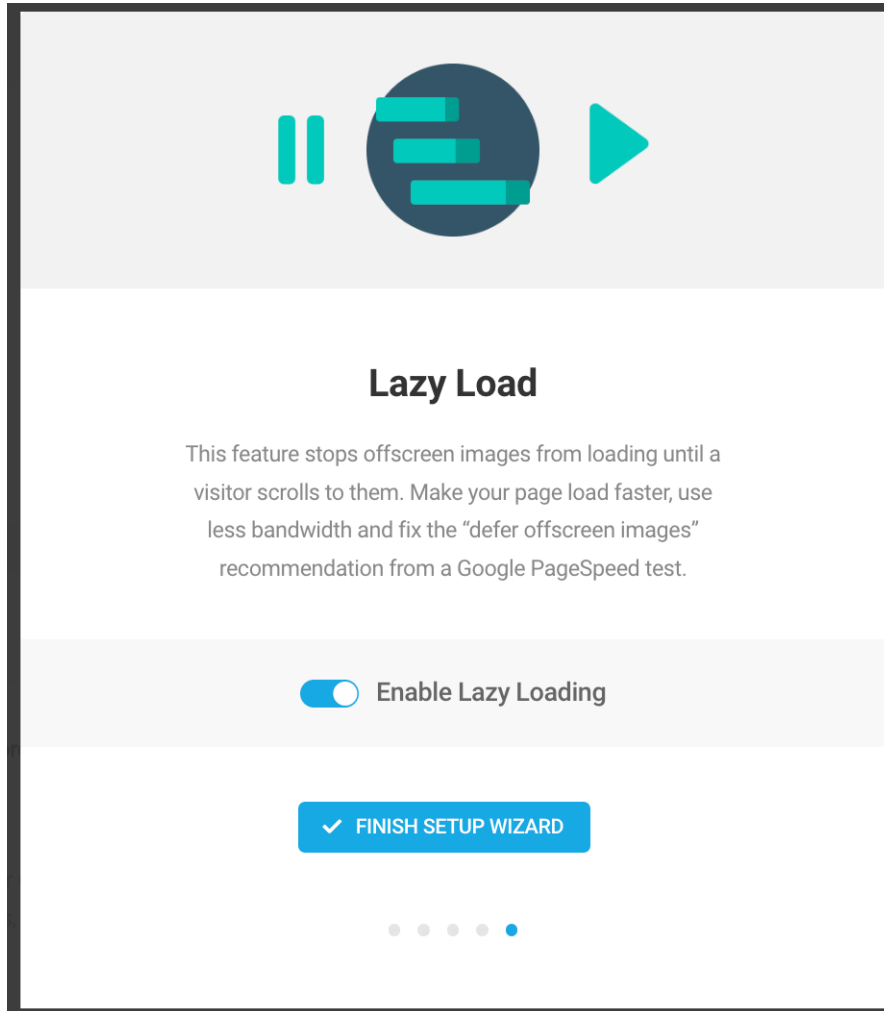 Lazy Load
This feature stops offscreen images from loading until a
visitor scrolls to them. Make your page load faster, use
less bandwidth and fix the “defer offscreen images”
recommendation from a Google PageSpeed test.
Enable Lazy Loading
FINISH SETUP WIZARD